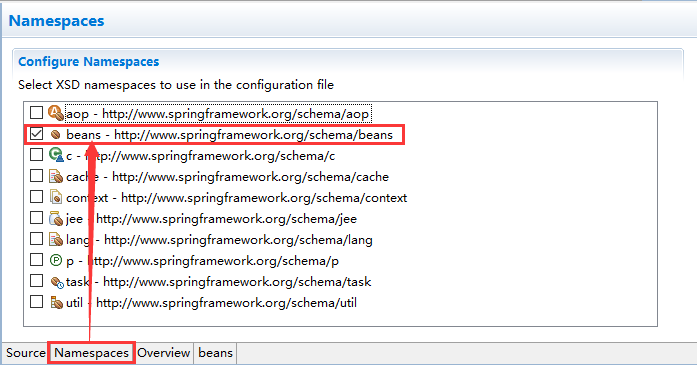 Namespaces
Configure Namespaces
Select XSD namespaces to use in the configuration file
aop - http://www.springframework.org/schema/aop
beans - http://www.springframework.org/schema/beans
c - http://www.springframework.org/schema/c
cache - http://www.springframework.org/schema/cache
context - http://www.springframework.org/schema/context
jee - http://www.springframework.org/schema/jee
lang - http://www.springframework.org/schema/lang
p - http://www.springframework.org/schema/p
task - http://www.springframework.org/schema/task
util - http://www.springframework.org/schema/util
Source Namespaces Overview beans